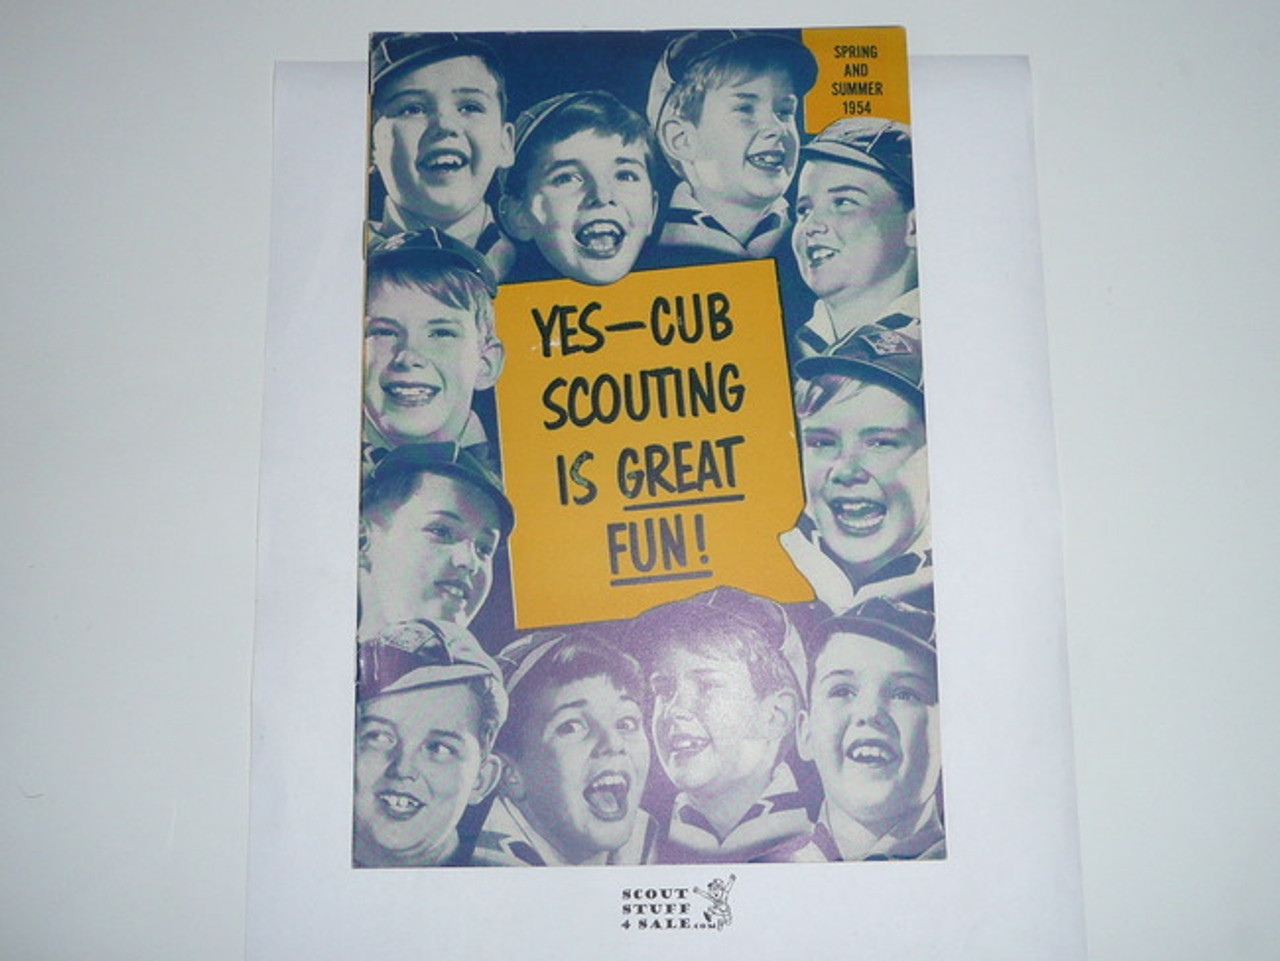 SPRING
AND
SUMMER
1954
YES—CUB
SCOUTING
IS GREAT
FUN!
SCOUT
STUFF
4 SALE.com